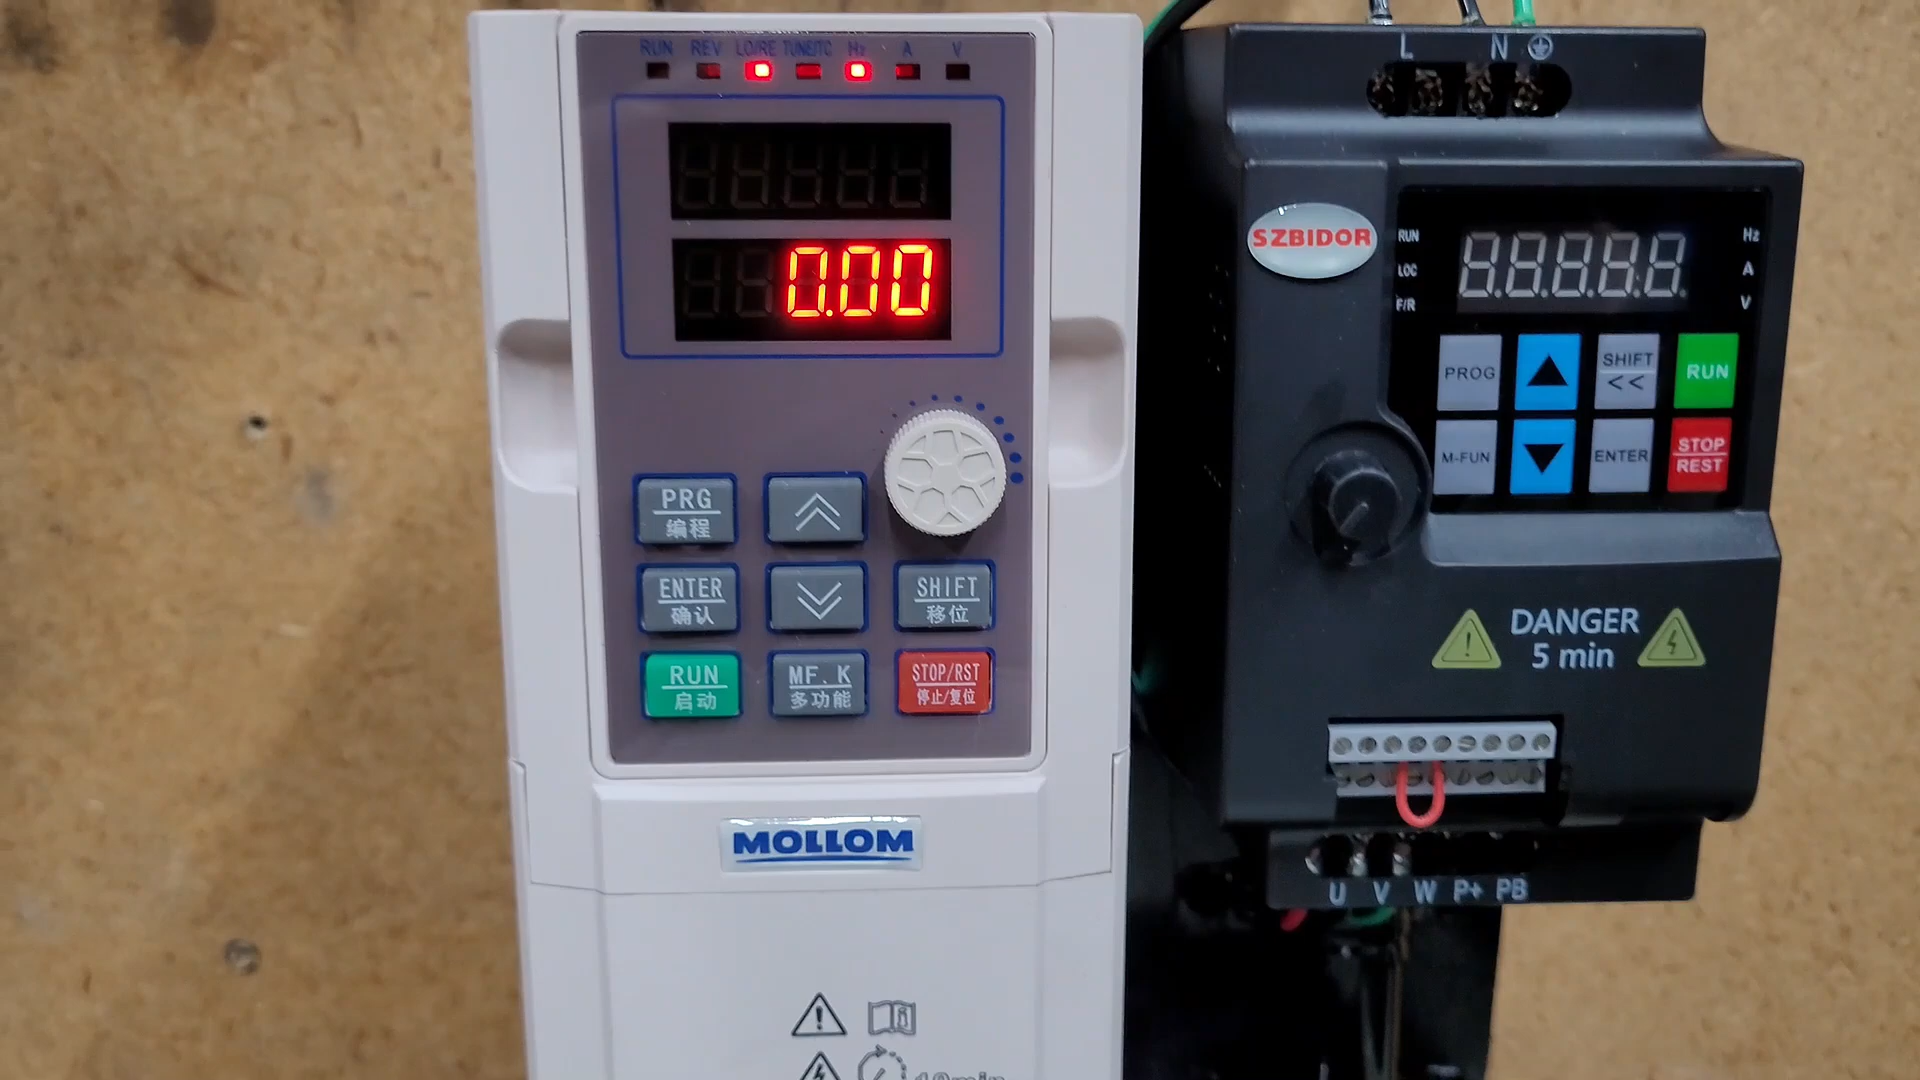 RUN REV LO/RE TUNE/TC Hz A V
0.00
PRG
编程
ENTER
确认
SHIFT
移位
RUN
启动
MF.K
多功能
STOP/RST
停止/复位
MOLLOM
10min
L N
SZBIDOR
RUN
LOC
F/R
Hz
A
V
PROG
SHIFT
<<
RUN
M-FUN
ENTER
STOP
REST
DANGER
5 min
U V W P+ PB